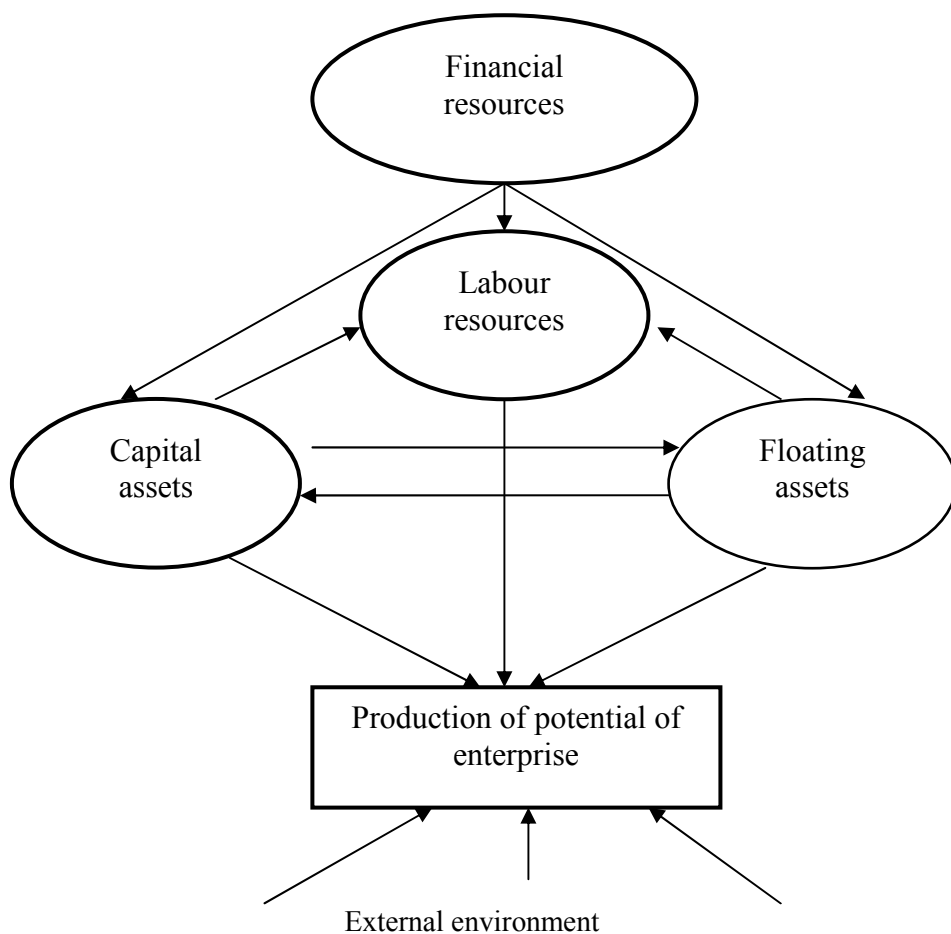 Financial
resources
Labour
resources
Capital
assets
Floating
assets
Production of potential of
enterprise
External environment